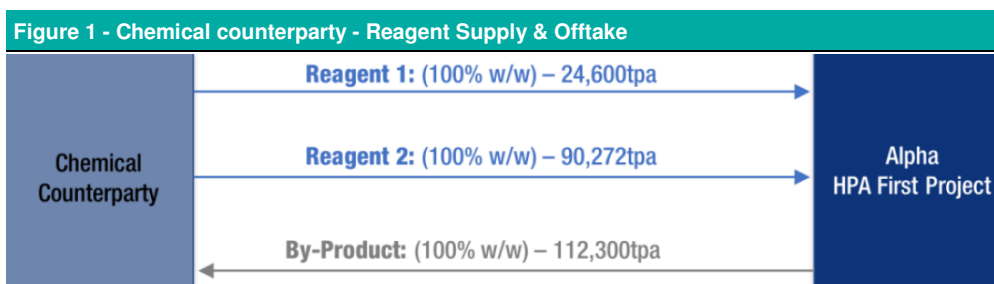 Figure 1 - Chemical counterparty - Reagent Supply & Offtake
Reagent 1: (100% w/w) – 24,600tpa
Reagent 2: (100% w/w) – 90,272tpa
Chemical
Counterparty
Alpha
HPA First Project
By-Product: (100% w/w) – 112,300tpa